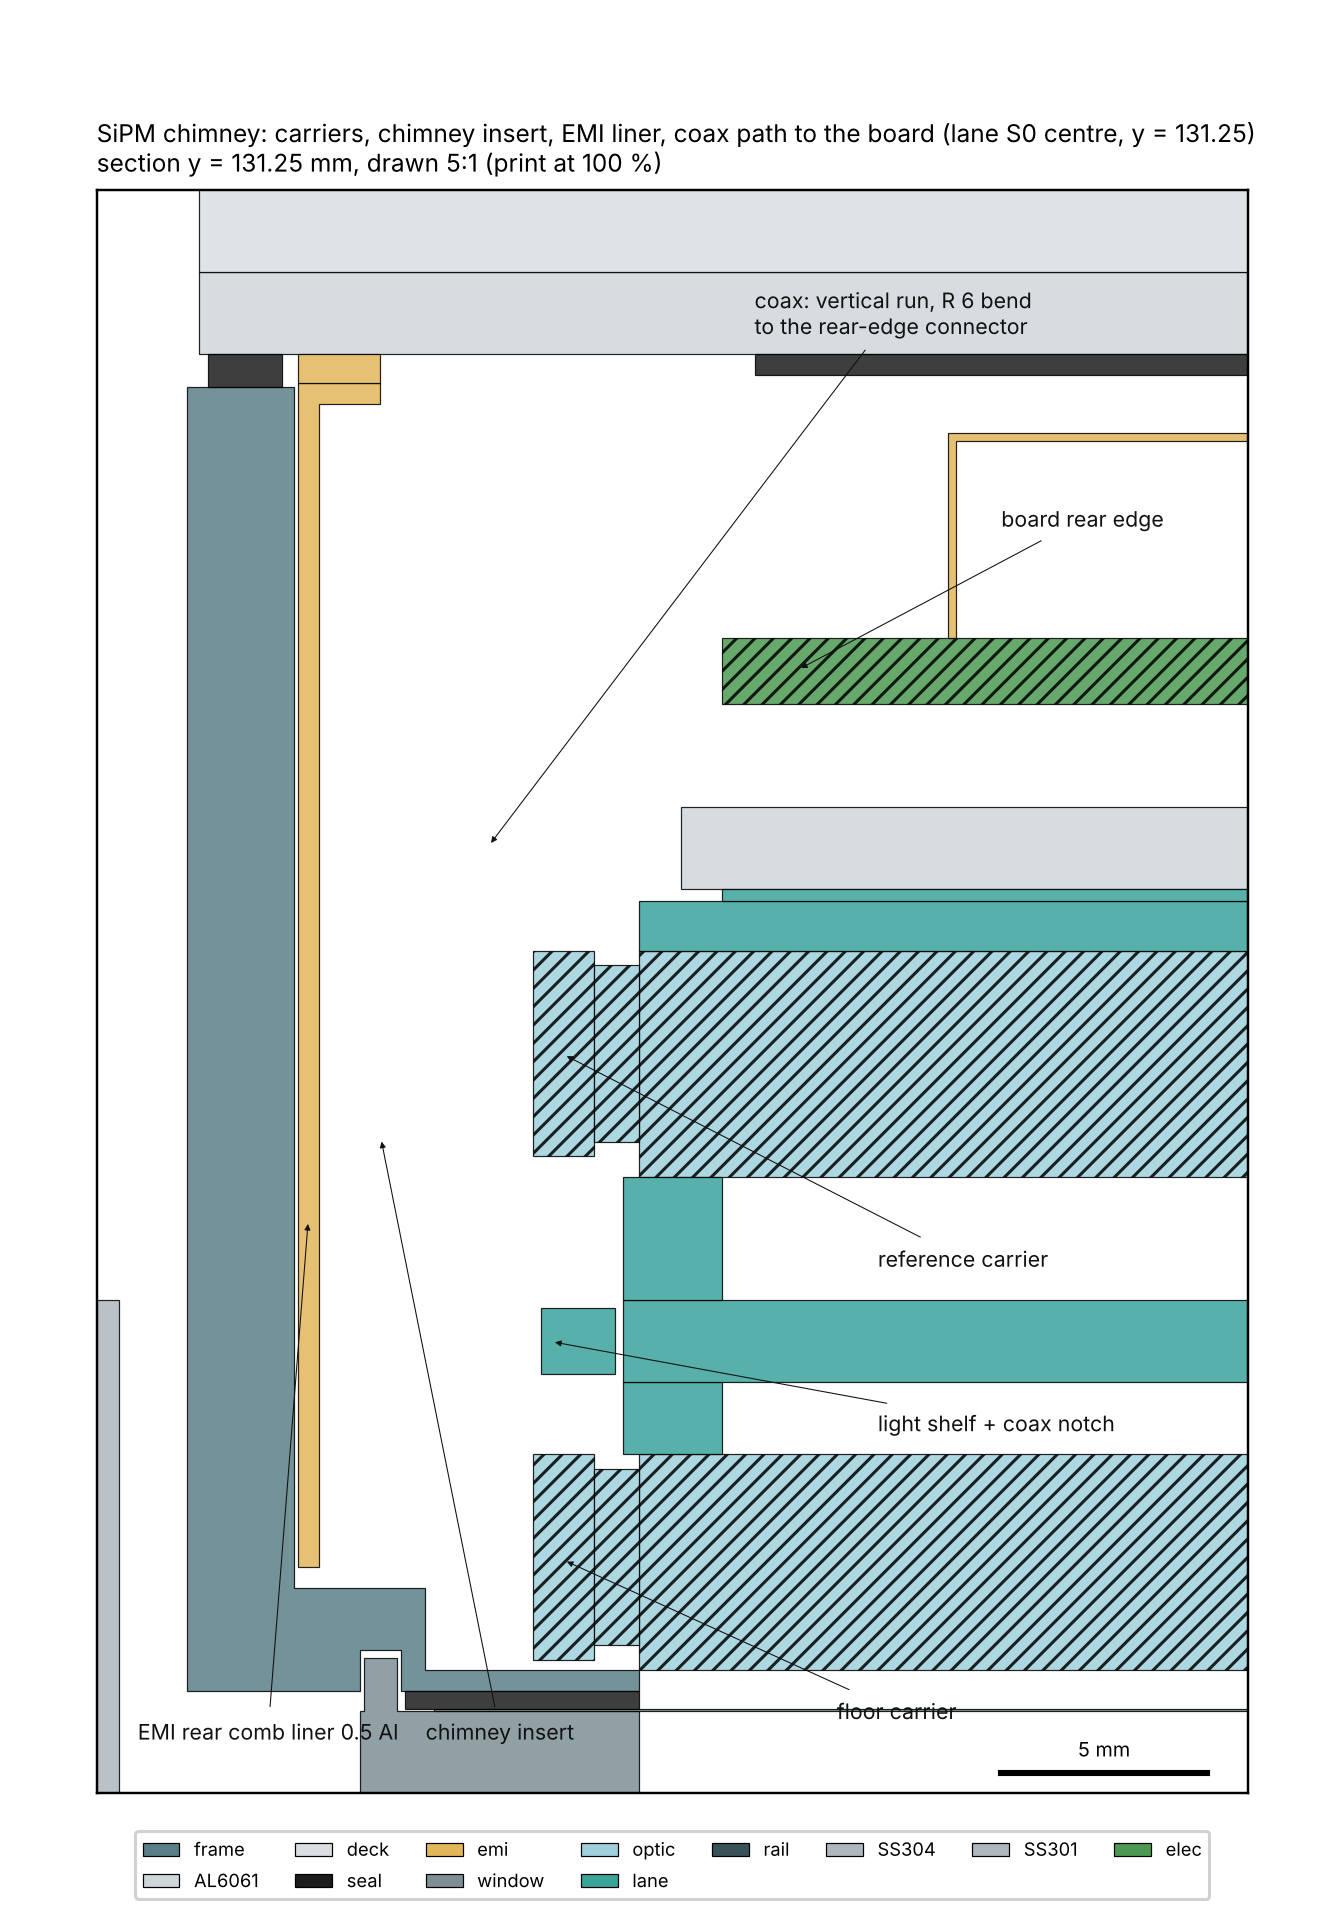 SiPM chimney: carriers, chimney insert, EMI liner, coax path to the board (lane S0 centre, y = 131.25)
section y = 131.25 mm, drawn 5:1 (print at 100 %)
coax: vertical run, R 6 bend
to the rear-edge connector
board rear edge
reference carrier
light shelf + coax notch
floor carrier
EMI rear comb liner 0.5 Al
chimney insert
5 mm
frame
deck
emi
optic
rail
SS304
SS301
elec
AL6061
seal
window
lane